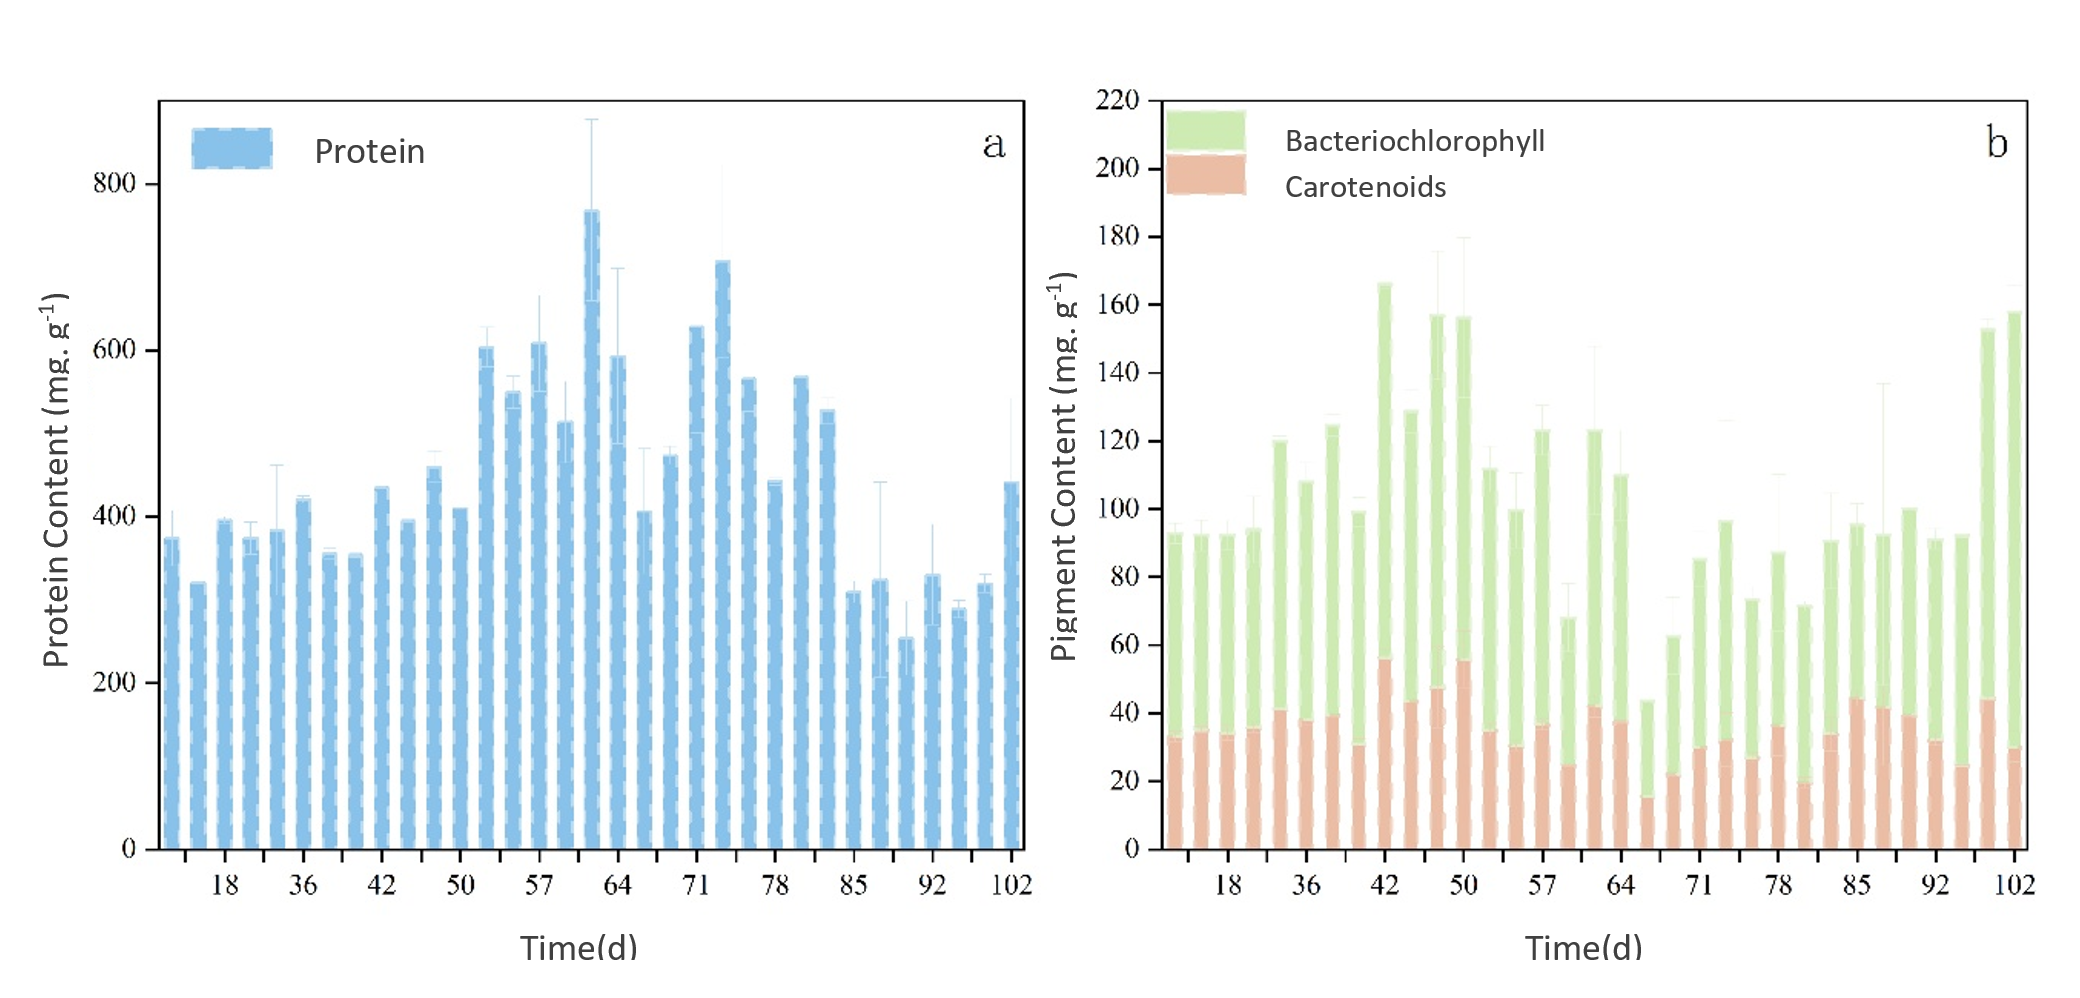 Protein
a
Protein Content (mg. g-1)
800
600
400
200
0
18 36 42 50 57 64 71 78 85 92 102
Time(d)
Bacteriochlorophyll
Carotenoids
b
Pigment Content (mg. g-1)
220
200
180
160
140
120
100
80
60
40
20
0
18 36 42 50 57 64 71 78 85 92 102
Time(d)